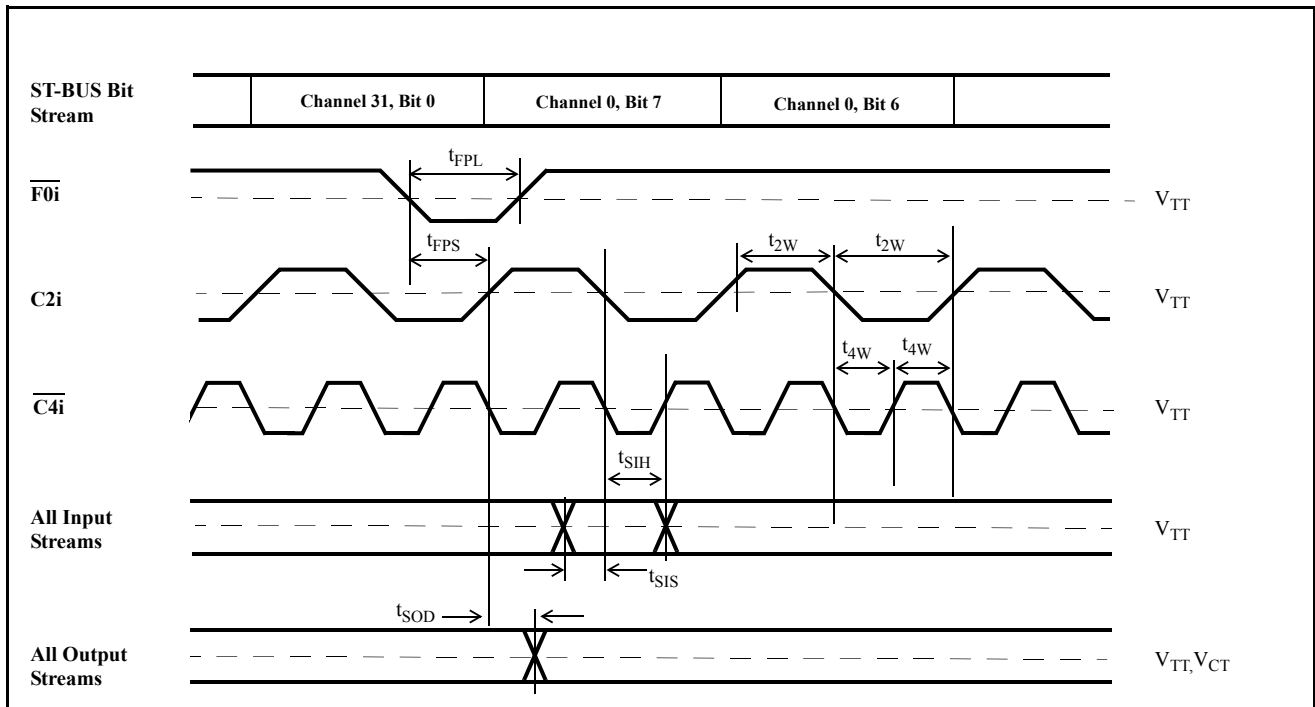 ST-BUS Bit
Stream
Channel 31, Bit 0
Channel 0, Bit 7
Channel 0, Bit 6
tFPL
F0i
VTT
tFPS
t2W
t2W
C2i
VTT
t4W
t4W
C4i
VTT
tSIH
All Input
Streams
VTT
tSIS
tSOD
All Output
Streams
VTT,VCT